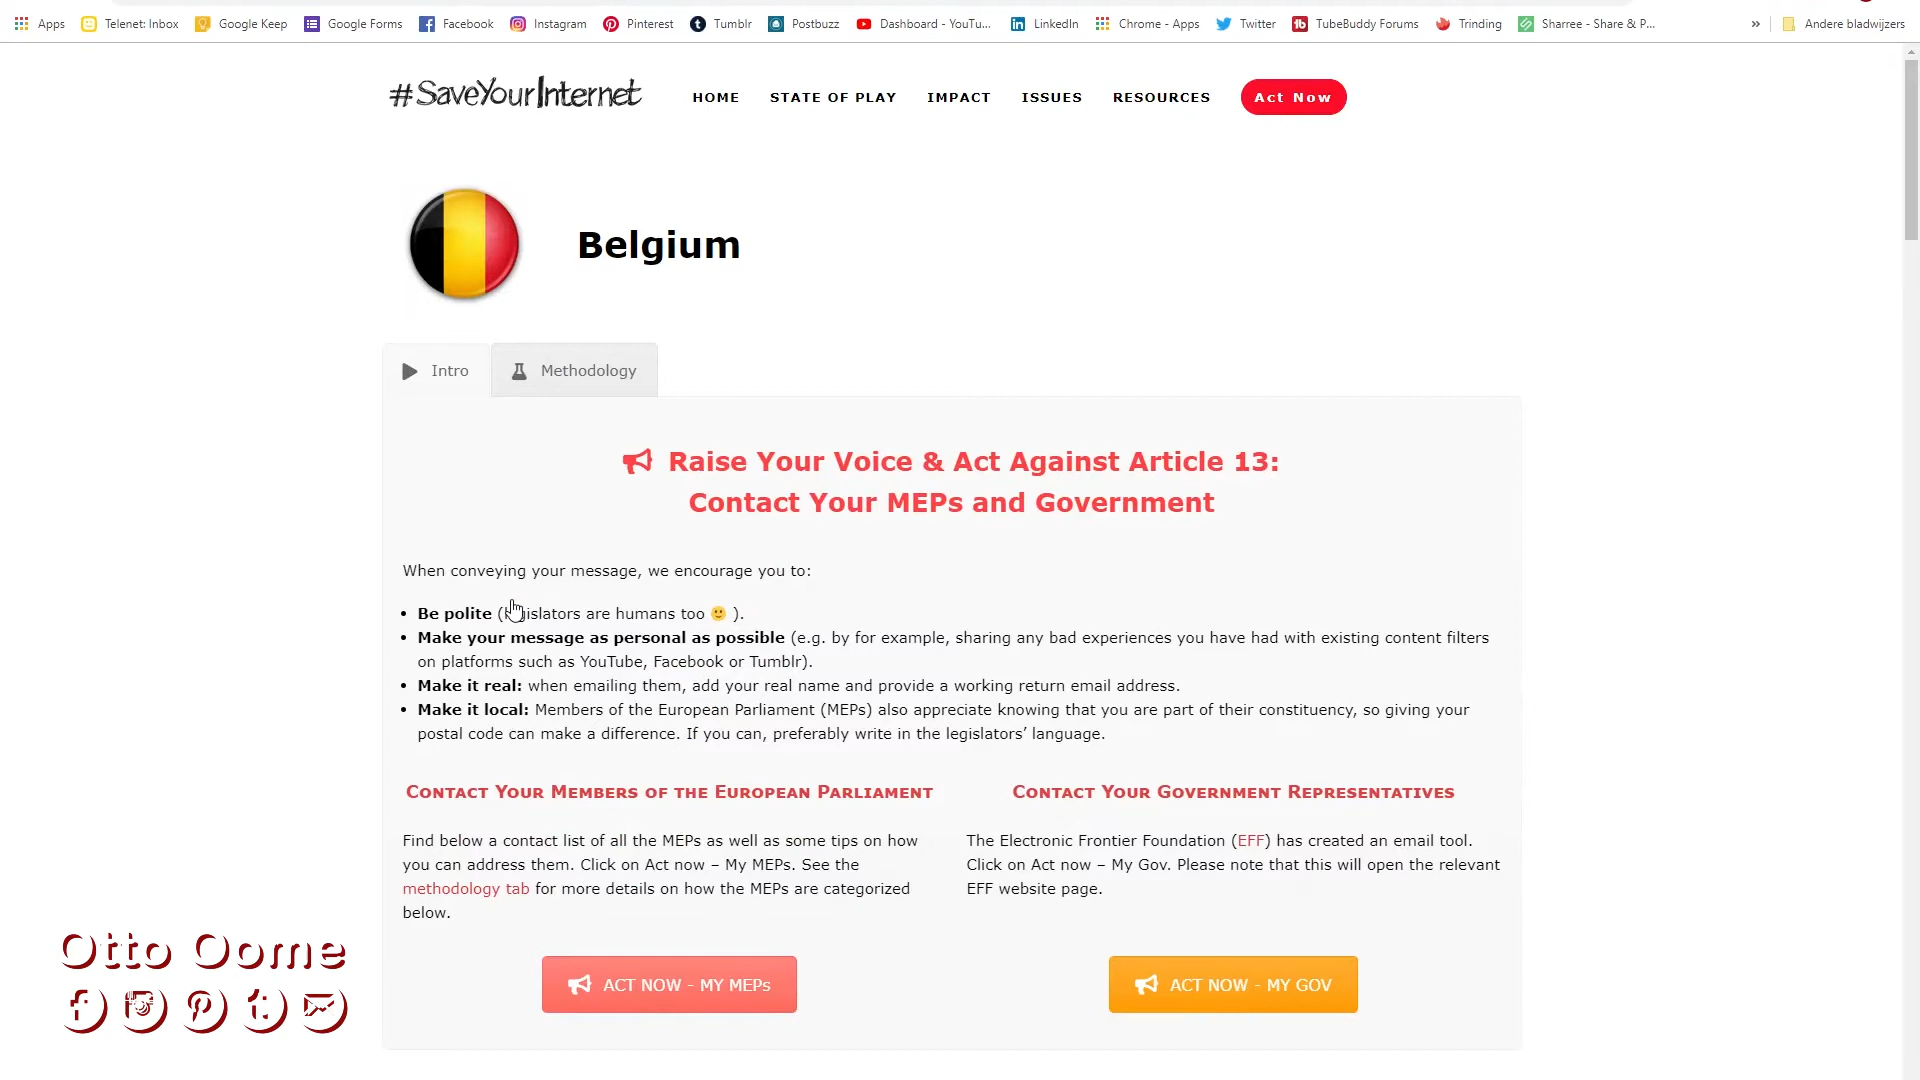 Apps Telenet: Inbox Google Keep Google Forms Facebook Instagram Pinterest Tumblr Postbuzz Dashboard - YouTu... LinkedIn Chrome - Apps Twitter TubeBuddy Forums Trinding Sharree - Share & P... » Andere bladwijzers
#SaveYourInternet HOME STATE OF PLAY IMPACT ISSUES RESOURCES Act Now
Belgium
Intro Methodology
Raise Your Voice & Act Against Article 13:
Contact Your MEPs and Government
When conveying your message, we encourage you to:
• Be polite (legislators are humans too 🙂 ).
• Make your message as personal as possible (e.g. by for example, sharing any bad experiences you have had with existing content filters
on platforms such as YouTube, Facebook or Tumblr).
• Make it real: when emailing them, add your real name and provide a working return email address.
• Make it local: Members of the European Parliament (MEPs) also appreciate knowing that you are part of their constituency, so giving your
postal code can make a difference. If you can, preferably write in the legislators’ language.
Contact Your Members of the European Parliament
Find below a contact list of all the MEPs as well as some tips on how
you can address them. Click on Act now – My MEPs. See the
methodology tab for more details on how the MEPs are categorized
below.
ACT NOW - MY MEPs
Contact Your Government Representatives
The Electronic Frontier Foundation (EFF) has created an email tool.
Click on Act now – My Gov. Please note that this will open the relevant
EFF website page.
ACT NOW - MY GOV
Otto Oome